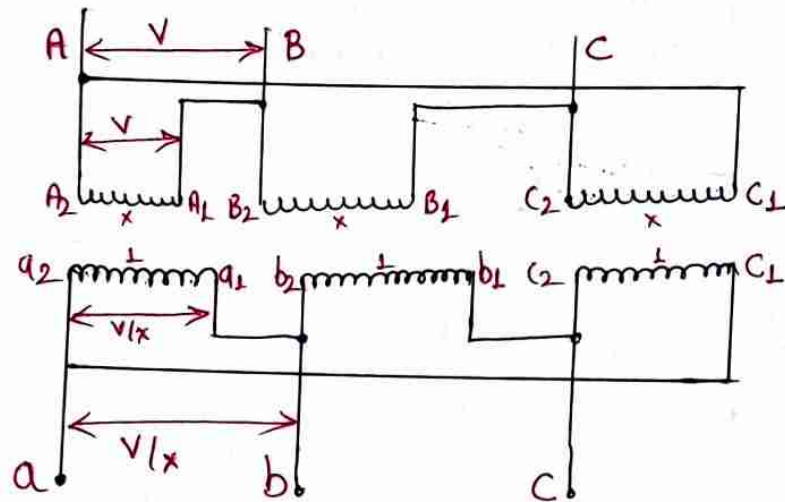 A V B C
V
A2 x A1 B2 x B1 C2 x C1
a2 1 a1 b2 1 b1 C2 1 C1
V/x
V/x
a b C